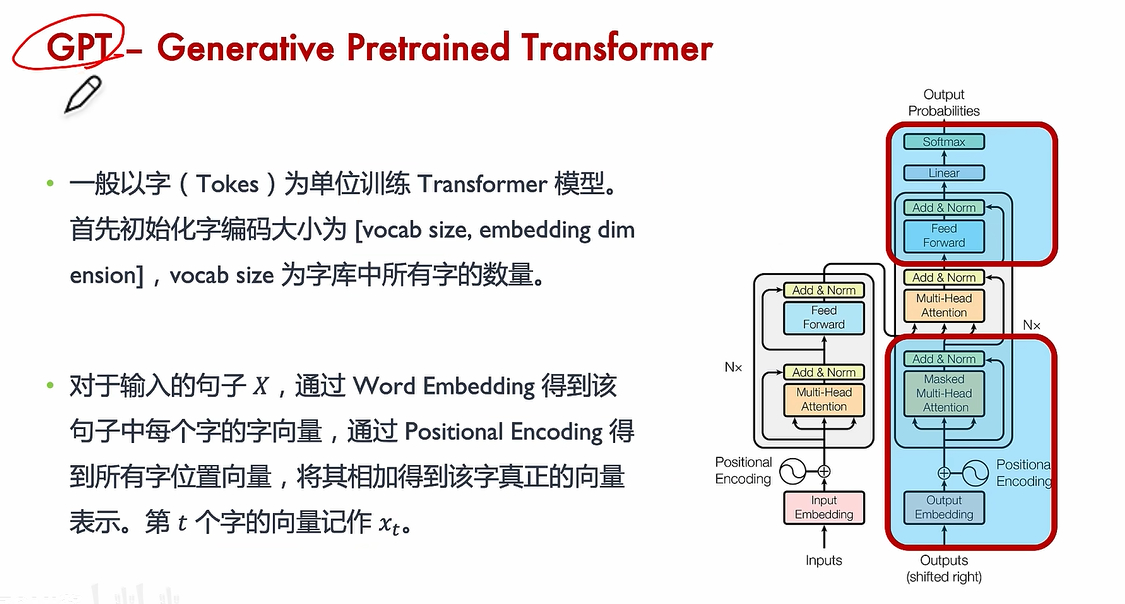 GPT – Generative Pretrained Transformer
• 一般以字（Tokes）为单位训练 Transformer 模型。
首先初始化字编码大小为 [vocab size, embedding dim
ension]，vocab size 为字库中所有字的数量。
• 对于输入的句子 X，通过 Word Embedding 得到该
句子中每个字的字向量，通过 Positional Encoding 得
到所有字位置向量，将其相加得到该字真正的向量
表示。第 t 个字的向量记作 xₜ。
Output
Probabilities
Softmax
Linear
Add & Norm
Feed
Forward
Add & Norm
Multi-Head
Attention
N×
Add & Norm
Masked
Multi-Head
Attention
Positional
Encoding
Output
Embedding
Outputs
(shifted right)
Add & Norm
Feed
Forward
N×
Add & Norm
Multi-Head
Attention
Positional
Encoding
Input
Embedding
Inputs